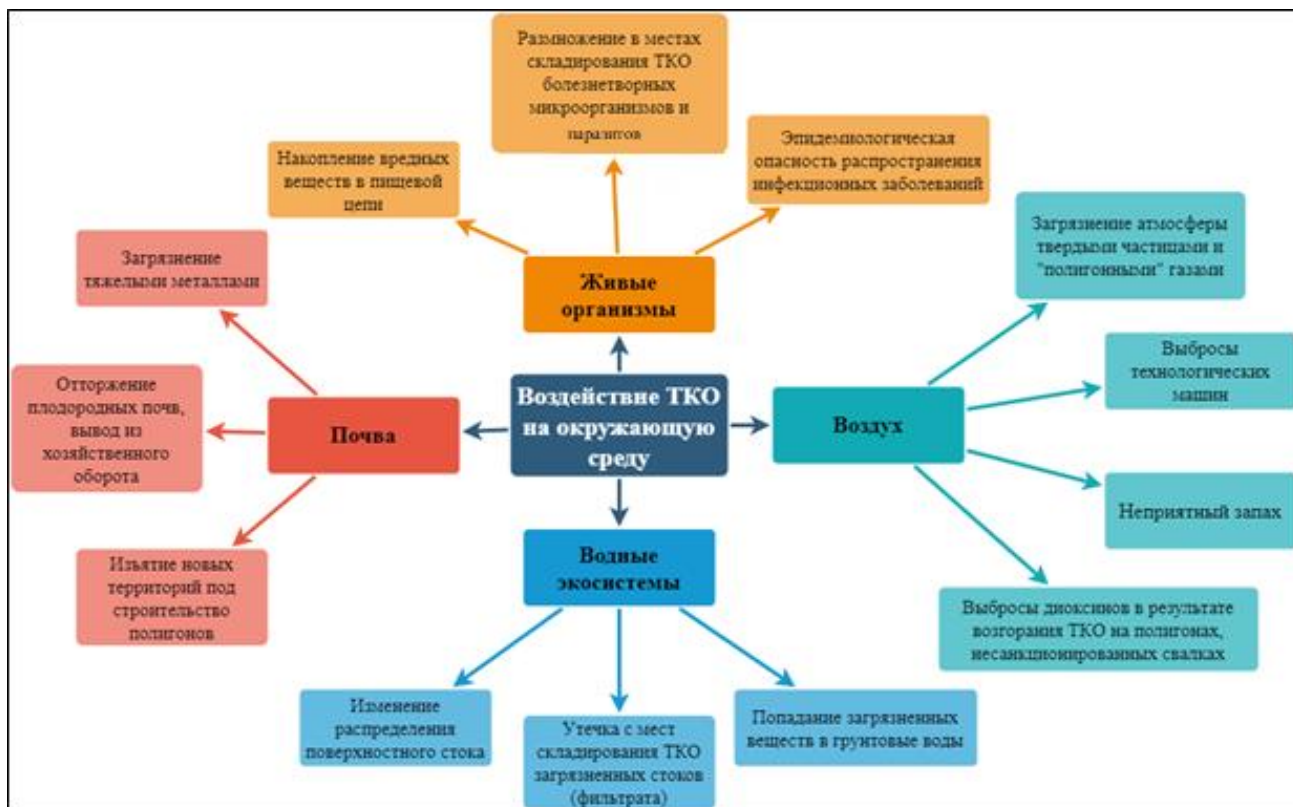 Размножение в местах
складирования ТКО
болезнетворных
микроорганизмов и
паразитов
Накопление вредных
веществ в пищевой
цепи
Эпидемиологическая
опасность распространения
инфекционных заболеваний
Живые
организмы
Загрязнение атмосферы
твердыми частицами и
"полигонными" газами
Выбросы
технологических
машин
Неприятный запах
Выбросы диоксинов в результате
возгорания ТКО на полигонах,
несанкционированных свалках
Воздух
Воздействие ТКО
на окружающую
среду
Почва
Загрязнение
тяжелыми металлами
Отторжение
плодородных почв,
вывод из
хозяйственного
оборота
Изъятие новых
территорий под
строительство
полигонов
Водные
экосистемы
Изменение
распределения
поверхностного стока
Утечка с мест
складирования ТКО
загрязненных стоков
(фильтрата)
Попадание загрязненных
веществ в грунтовые воды